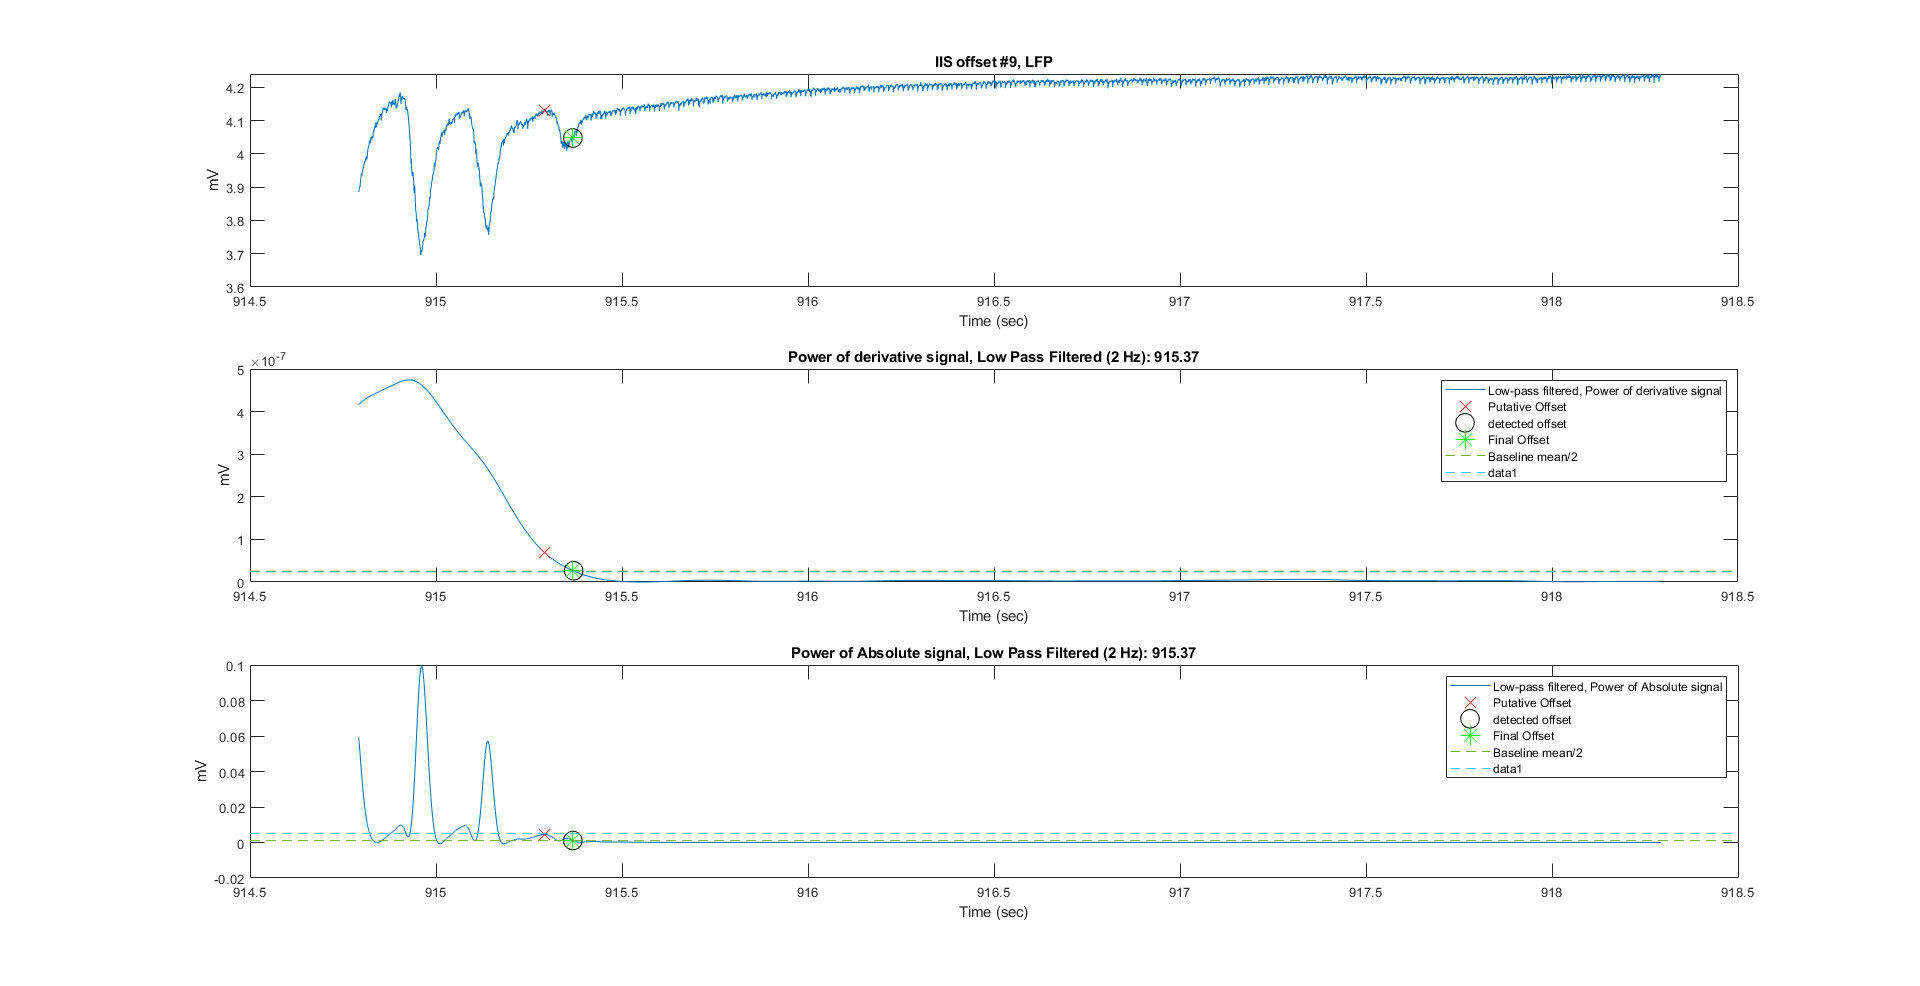 IIS offset #9, LFP
4.2
4.1
4
3.9
3.8
3.7
3.6
mV
914.5 915 915.5 916 916.5 917 917.5 918 918.5
Time (sec)
Power of derivative signal, Low Pass Filtered (2 Hz): 915.37
×10-7
5
4
3
2
1
0
mV
Low-pass filtered, Power of derivative signal
Putative Offset
detected offset
Final Offset
Baseline mean/2
data1
914.5 915 915.5 916 916.5 917 917.5 918 918.5
Time (sec)
Power of Absolute signal, Low Pass Filtered (2 Hz): 915.37
0.1
0.08
0.06
0.04
0.02
0
-0.02
mV
Low-pass filtered, Power of Absolute signal
Putative Offset
detected offset
Final Offset
Baseline mean/2
data1
914.5 915 915.5 916 916.5 917 917.5 918 918.5
Time (sec)